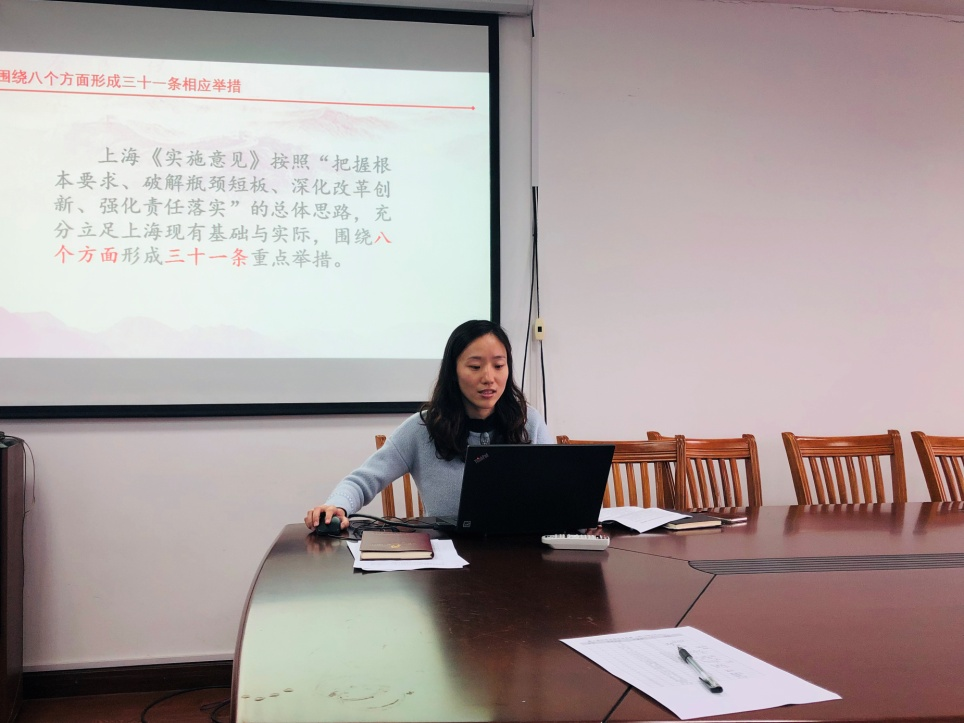 围绕八个方面形成三十一条相应举措
上海《实施意见》按照“把握根
本要求、破解瓶颈短板、深化改革创
新、强化责任落实”的总体思路，充
分立足上海现有基础与实际，围绕八
个方面形成三十一条重点举措。